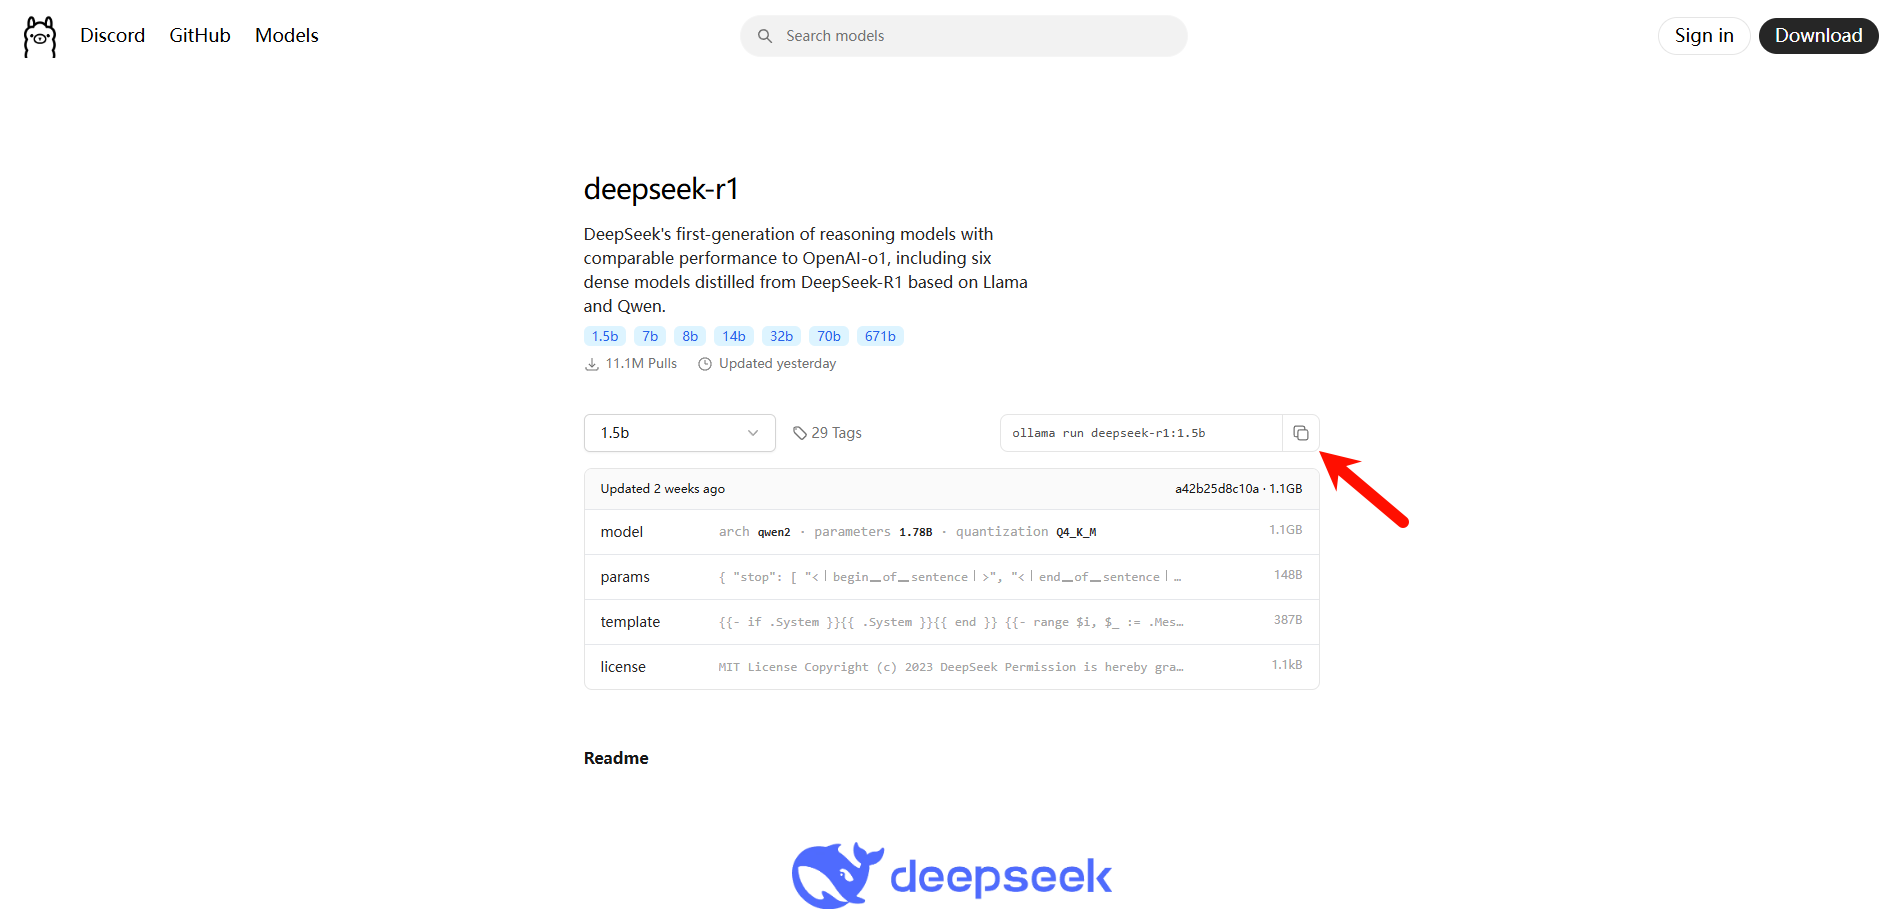 Discord GitHub Models
Search models
Sign in Download
deepseek-r1
DeepSeek's first-generation of reasoning models with
comparable performance to OpenAI-o1, including six
dense models distilled from DeepSeek-R1 based on Llama
and Qwen.
1.5b 7b 8b 14b 32b 70b 671b
11.1M Pulls Updated yesterday
1.5b 29 Tags ollama run deepseek-r1:1.5b
Updated 2 weeks ago a42b25d8c10a · 1.1GB
model arch qwen2 · parameters 1.78B · quantization Q4_K_M 1.1GB
params { "stop": [ "<｜begin▁of▁sentence｜>", "<｜end▁of▁sentence｜… 148B
template {{- if .System }}{{ .System }}{{ end }} {{- range $i, $_ := .Mes… 387B
license MIT License Copyright (c) 2023 DeepSeek Permission is hereby gra… 1.1kB
Readme
deepseek